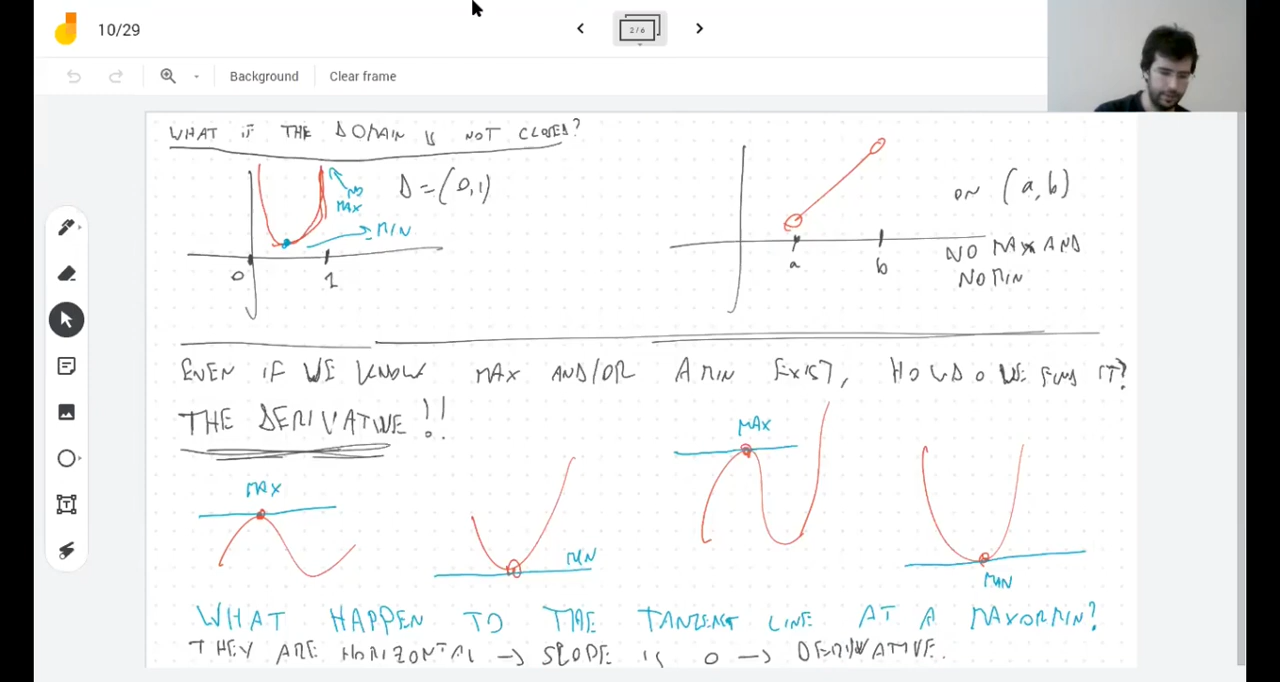 10/29
2/6
Background
Clear frame
WHAT IF THE DOMAIN IS NOT CLOSED?
D = (0,1)
NO
MAX
MIN
0
1
ON (a,b)
NO MAX AND
NO MIN
a
b
EVEN IF WE KNOW MAX AND/OR A MIN EXIST, HOW DO WE FIND IT?
THE DERIVATIVE!!
MAX
MAX
MIN
MIN
WHAT HAPPEN TO THE TANGENT LINE AT A MAX OR MIN?
THEY ARE HORIZONTAL → SLOPE IS 0 → DERIVATIVE.